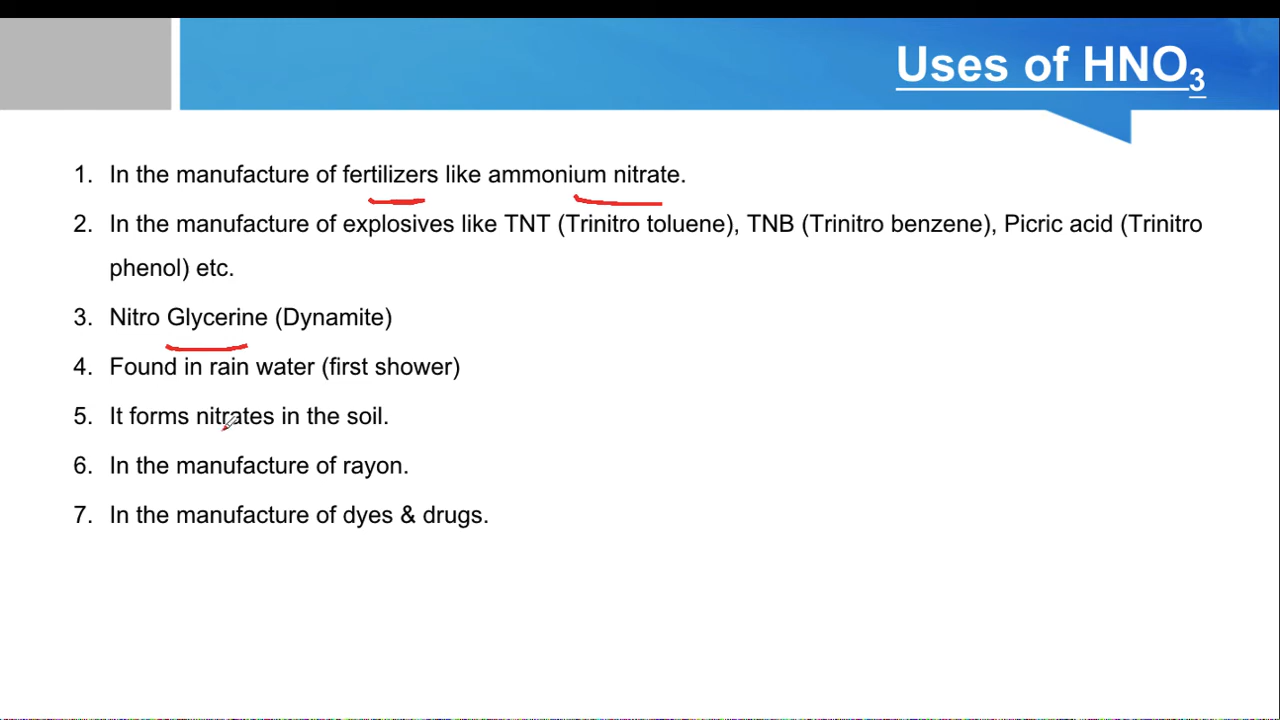 Uses of HNO3
1. In the manufacture of fertilizers like ammonium nitrate.
2. In the manufacture of explosives like TNT (Trinitro toluene), TNB (Trinitro benzene), Picric acid (Trinitro
phenol) etc.
3. Nitro Glycerine (Dynamite)
4. Found in rain water (first shower)
5. It forms nitrates in the soil.
6. In the manufacture of rayon.
7. In the manufacture of dyes & drugs.